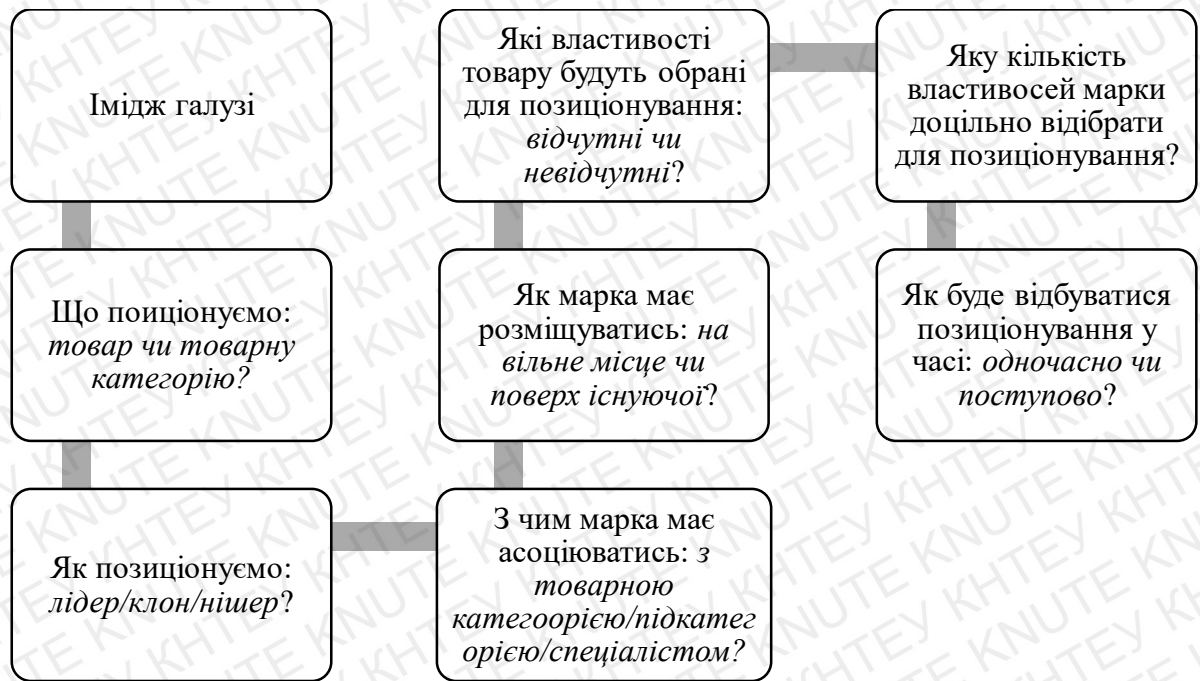 Імідж галузі
Що поиціонуємо:
товар чи товарну
категорію?
Як позиціонуємо:
лідер/клон/нішер?
З чим марка має
асоціюватись: з
товарною
категоорією/підкатег
орією/спеціалістом?
Як марка має
розміщуватись: на
вільне місце чи
поверх існуючої?
Які властивості
товару будуть обрані
для позиціонування:
відчутні чи
невідчутні?
Яку кількість
властивосей марки
доцільно відібрати
для позиціонування?
Як буде відбуватися
позиціонування у
часі: одночасно чи
поступово?